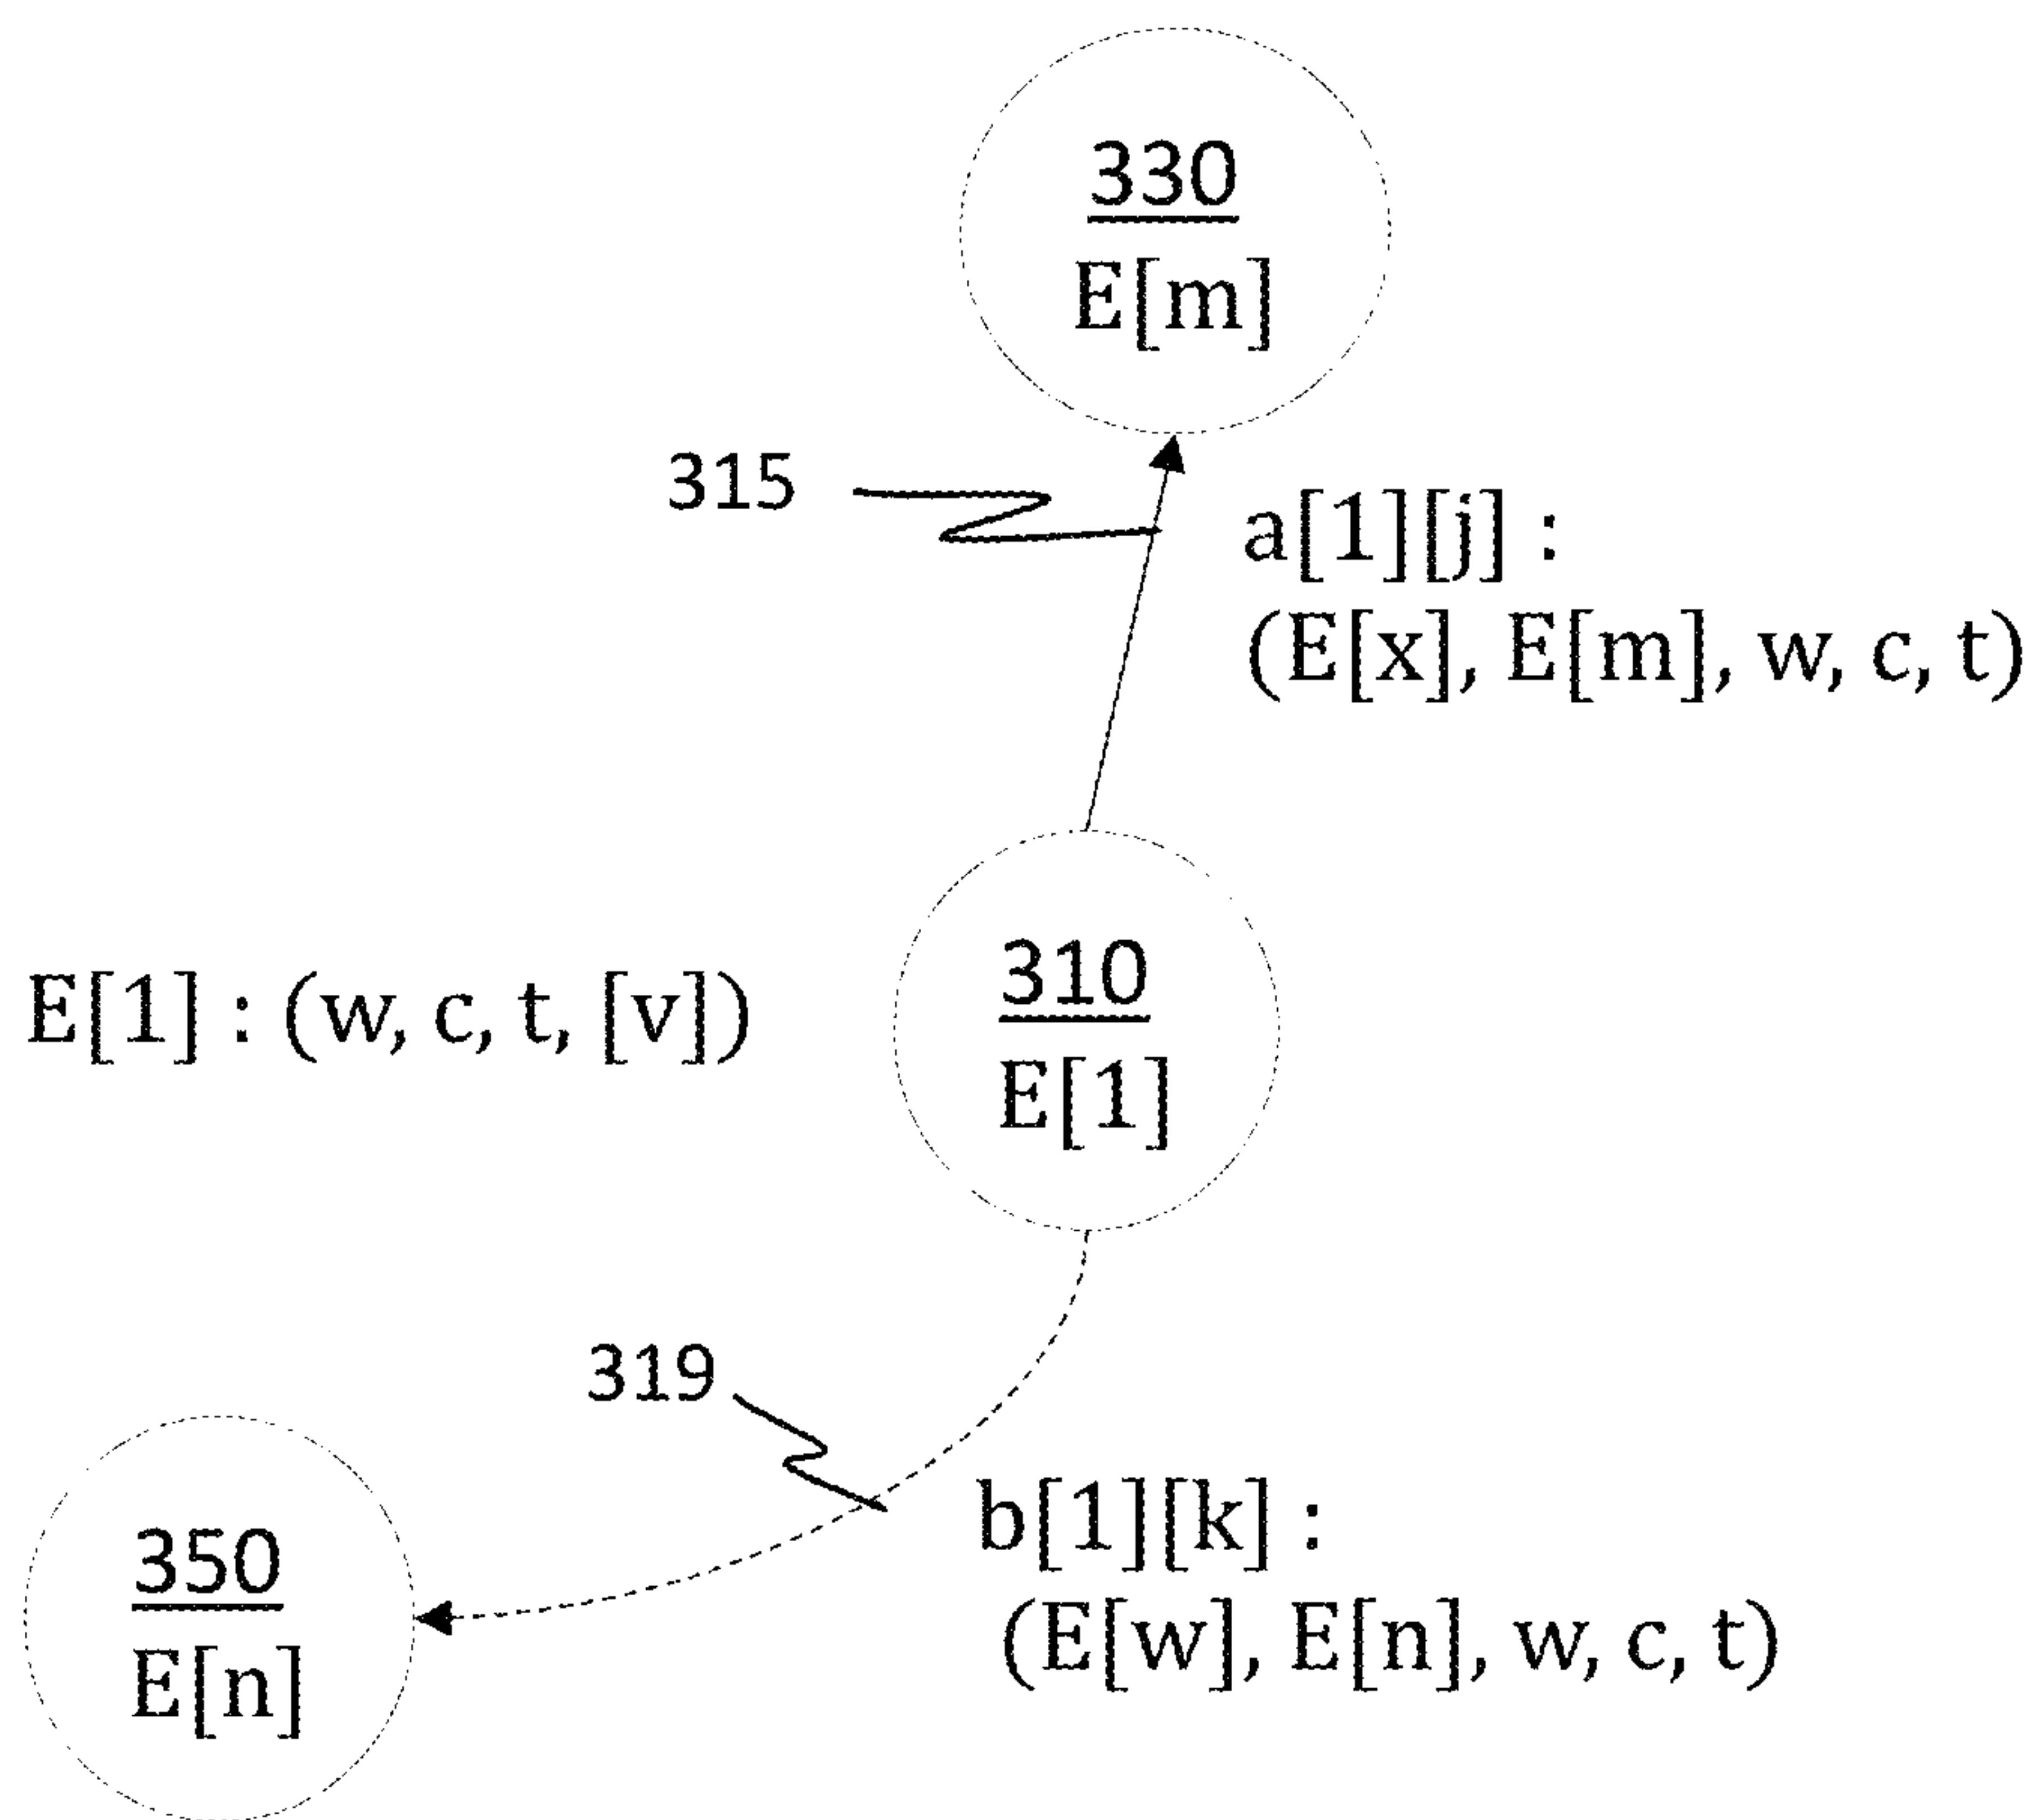 330
E[m]
315
a[1][j] :
(E[x], E[m], w, c, t)
E[1] : (w, c, t, [v])
310
E[1]
319
b[1][k] :
(E[w], E[n], w, c, t)
350
E[n]